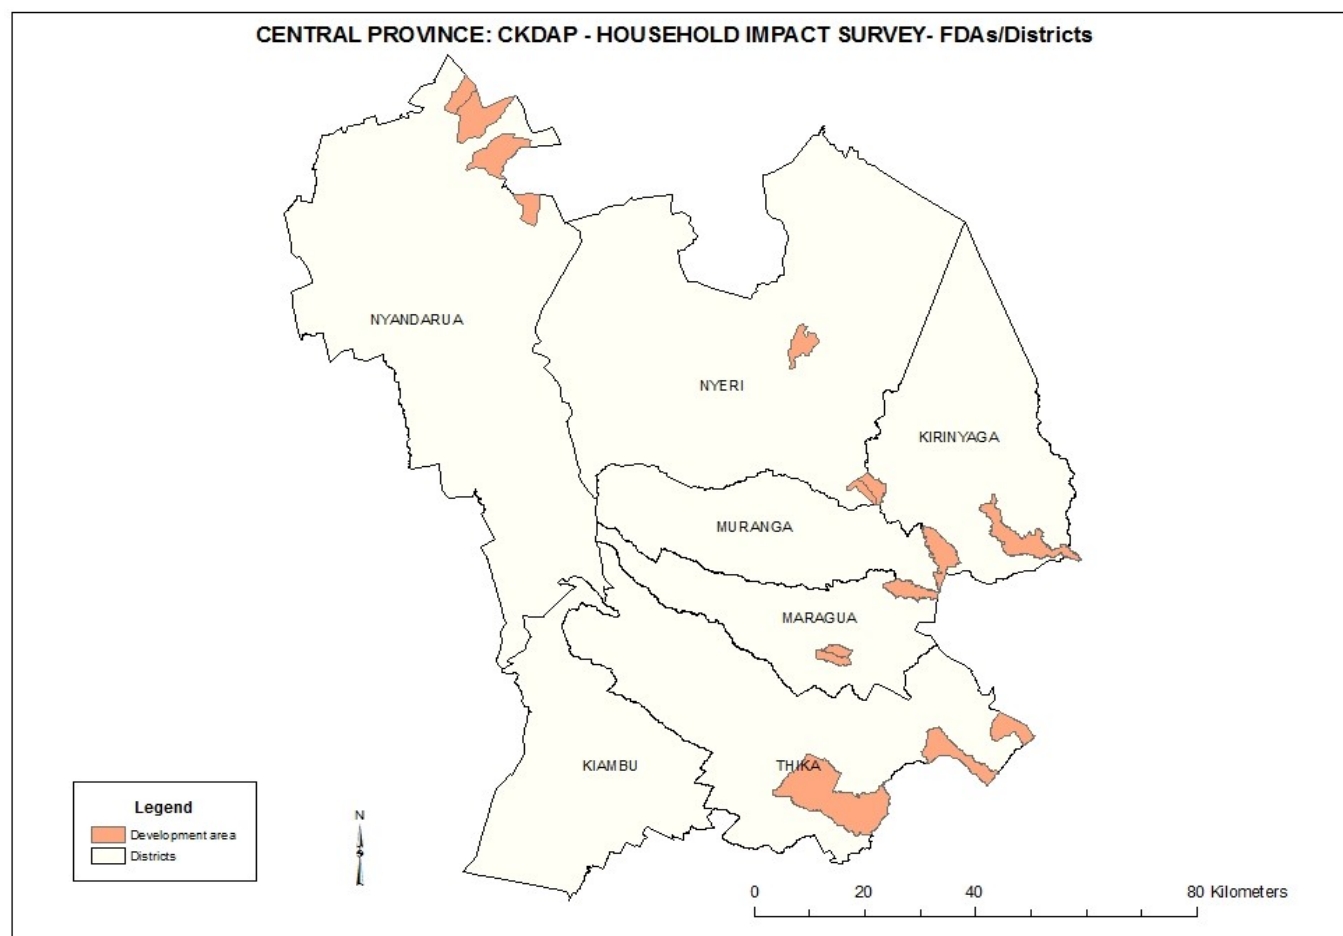 CENTRAL PROVINCE: CKDAP - HOUSEHOLD IMPACT SURVEY- FDAs/Districts
NYANDARUA
NYERI
KIRINYAGA
MURANGA
MARAGUA
KIAMBU
THIKA
Legend
Development area
Districts
N
0 20 40 80 Kilometers